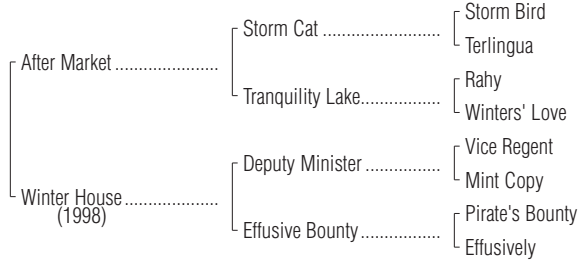 Storm Bird
Storm Cat ........................
Terlingua
After Market .....................
Rahy
Tranquility Lake.................
Winters' Love
Vice Regent
Deputy Minister ...............
Mint Copy
Winter House ...................
(1998)
Pirate's Bounty
Effusive Bounty ................
Effusively